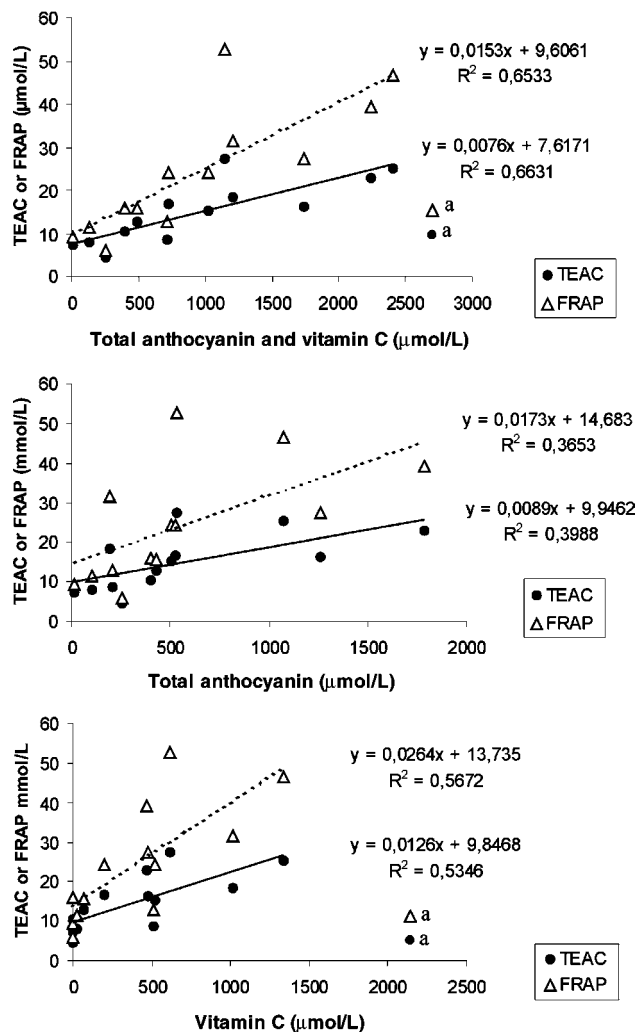 TEAC or FRAP (μmol/L)
60
50
40
30
20
10
0
0
500
1000
1500
2000
2500
3000
y = 0,0153x + 9,6061
R² = 0,6533
y = 0,0076x + 7,6171
R² = 0,6631
a
a
TEAC
FRAP
Total anthocyanin and vitamin C (μmol/L)
TEAC or FRAP (mmol/L)
60
50
40
30
20
10
0
0
500
1000
1500
2000
y = 0,0173x + 14,683
R² = 0,3653
y = 0,0089x + 9,9462
R² = 0,3988
TEAC
FRAP
Total anthocyanin (μmol/L)
TEAC or FRAP mmol/L
60
50
40
30
20
10
0
0
500
1000
1500
2000
2500
y = 0,0264x + 13,735
R² = 0,5672
y = 0,0126x + 9,8468
R² = 0,5346
a
a
TEAC
FRAP
Vitamin C (μmol/L)